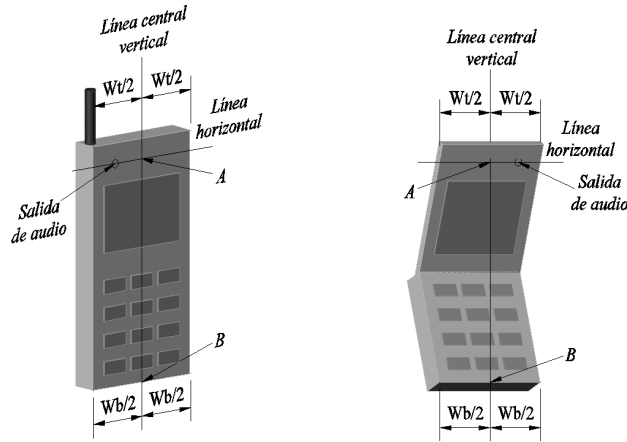 Línea central
vertical
Wt/2 Wt/2
Línea
horizontal
A
Salida
de audio
B
Wb/2 Wb/2
Línea central
vertical
Wt/2 Wt/2
Línea
horizontal
A
Salida
de audio
B
Wb/2 Wb/2